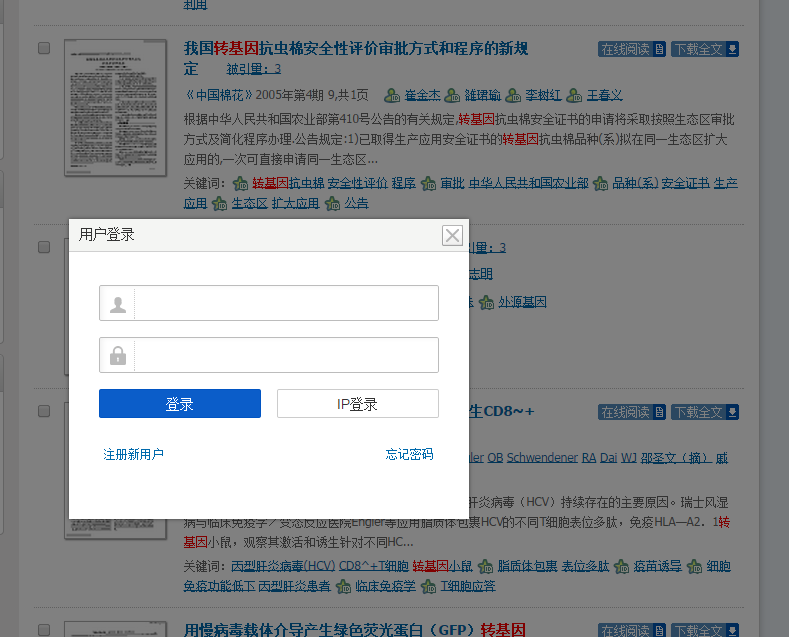 利用
我国转基因抗虫棉安全性评价审批方式和程序的新规
定 被引量：3
在线阅读 下载全文
《中国棉花》2005年第4期 9,共1页 崔金杰 雒珺瑜 李树红 王春义
根据中华人民共和国农业部第410号公告的有关规定,转基因抗虫棉安全证书的申请将采取按照生态区审批
方式及简化程序办理.公告规定:1)已取得生产应用安全证书的转基因抗虫棉品种(系)拟在同一生态区扩大
应用的,一次可直接申请同一生态区...
关键词： 转基因抗虫棉 安全性评价 程序 审批 中华人民共和国农业部 品种(系) 安全证书 生产
应用 生态区 扩大应用 公告
用户登录
引量：3
志明
外源基因
登录
IP登录
注册新用户
忘记密码
生CD8~+
在线阅读 下载全文
ler OB Schwendener RA Dai WJ 邵圣文（摘） 戚
肝炎病毒（HCV）持续存在的主要原因。瑞士风湿
病与临床免疫学／变态反应医院Engler等应用脂质体包裹HCV的不同T细胞表位多肽，免疫HLA—A2．1转
基因小鼠，观察其激活和诱生针对不同HC...
关键词： 丙型肝炎病毒(HCV) CD8^+T细胞 转基因小鼠 脂质体包裹 表位多肽 疫苗诱导 细胞
免疫功能低下 丙型肝炎患者 临床免疫学 T细胞应答
用慢病毒载体介导产生绿色荧光蛋白（GFP）转基因
在线阅读 下载全文